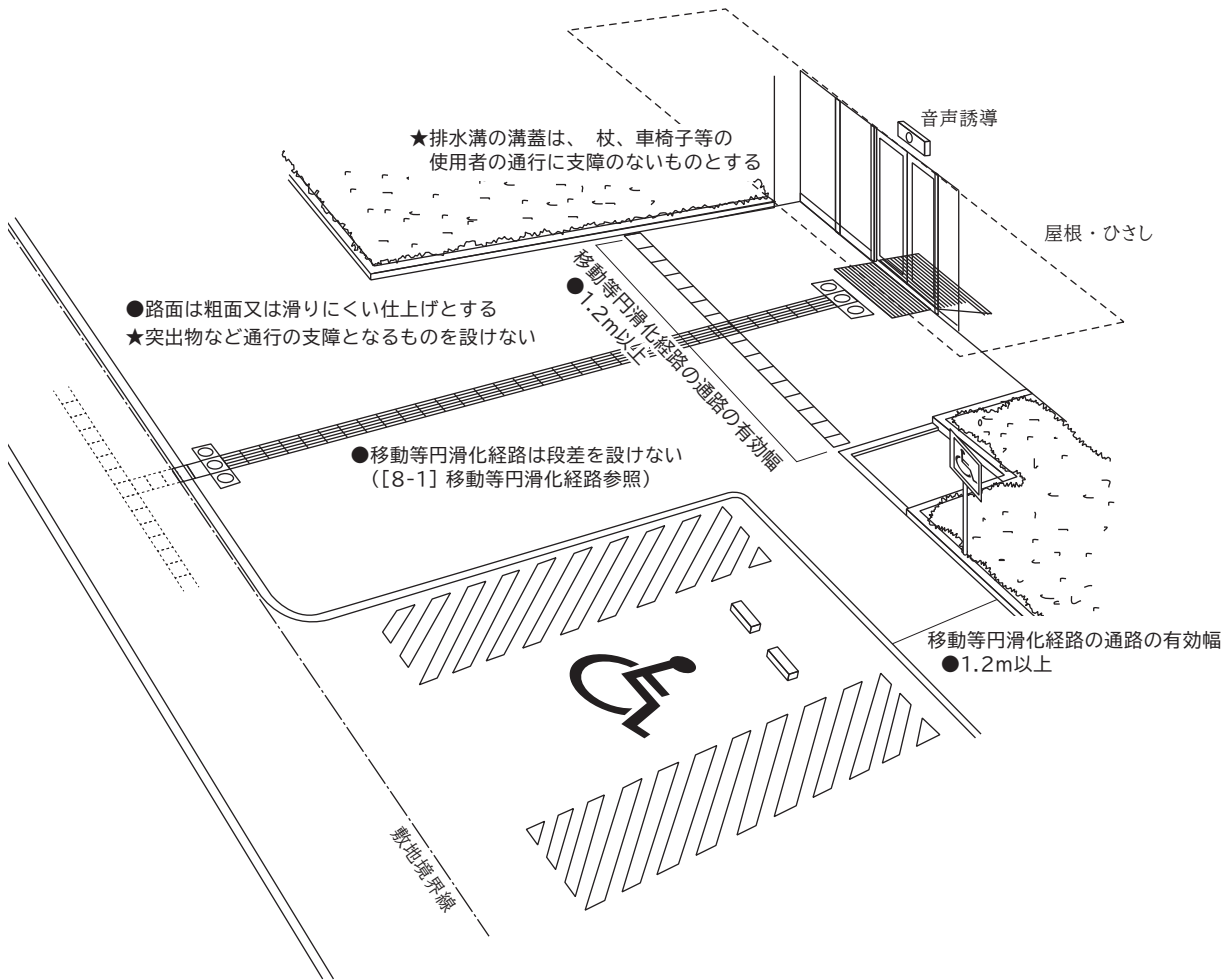 音声誘導
★排水溝の溝蓋は、 杖、車椅子等の
使用者の通行に支障のないものとする
屋根・ひさし
移動等円滑化経路の通路の有効幅
●1.2m以上
●路面は粗面又は滑りにくい仕上げとする
★突出物など通行の支障となるものを設けない
●移動等円滑化経路は段差を設けない
([8-1] 移動等円滑化経路参照)
移動等円滑化経路の通路の有効幅
●1.2m以上
敷地境界線